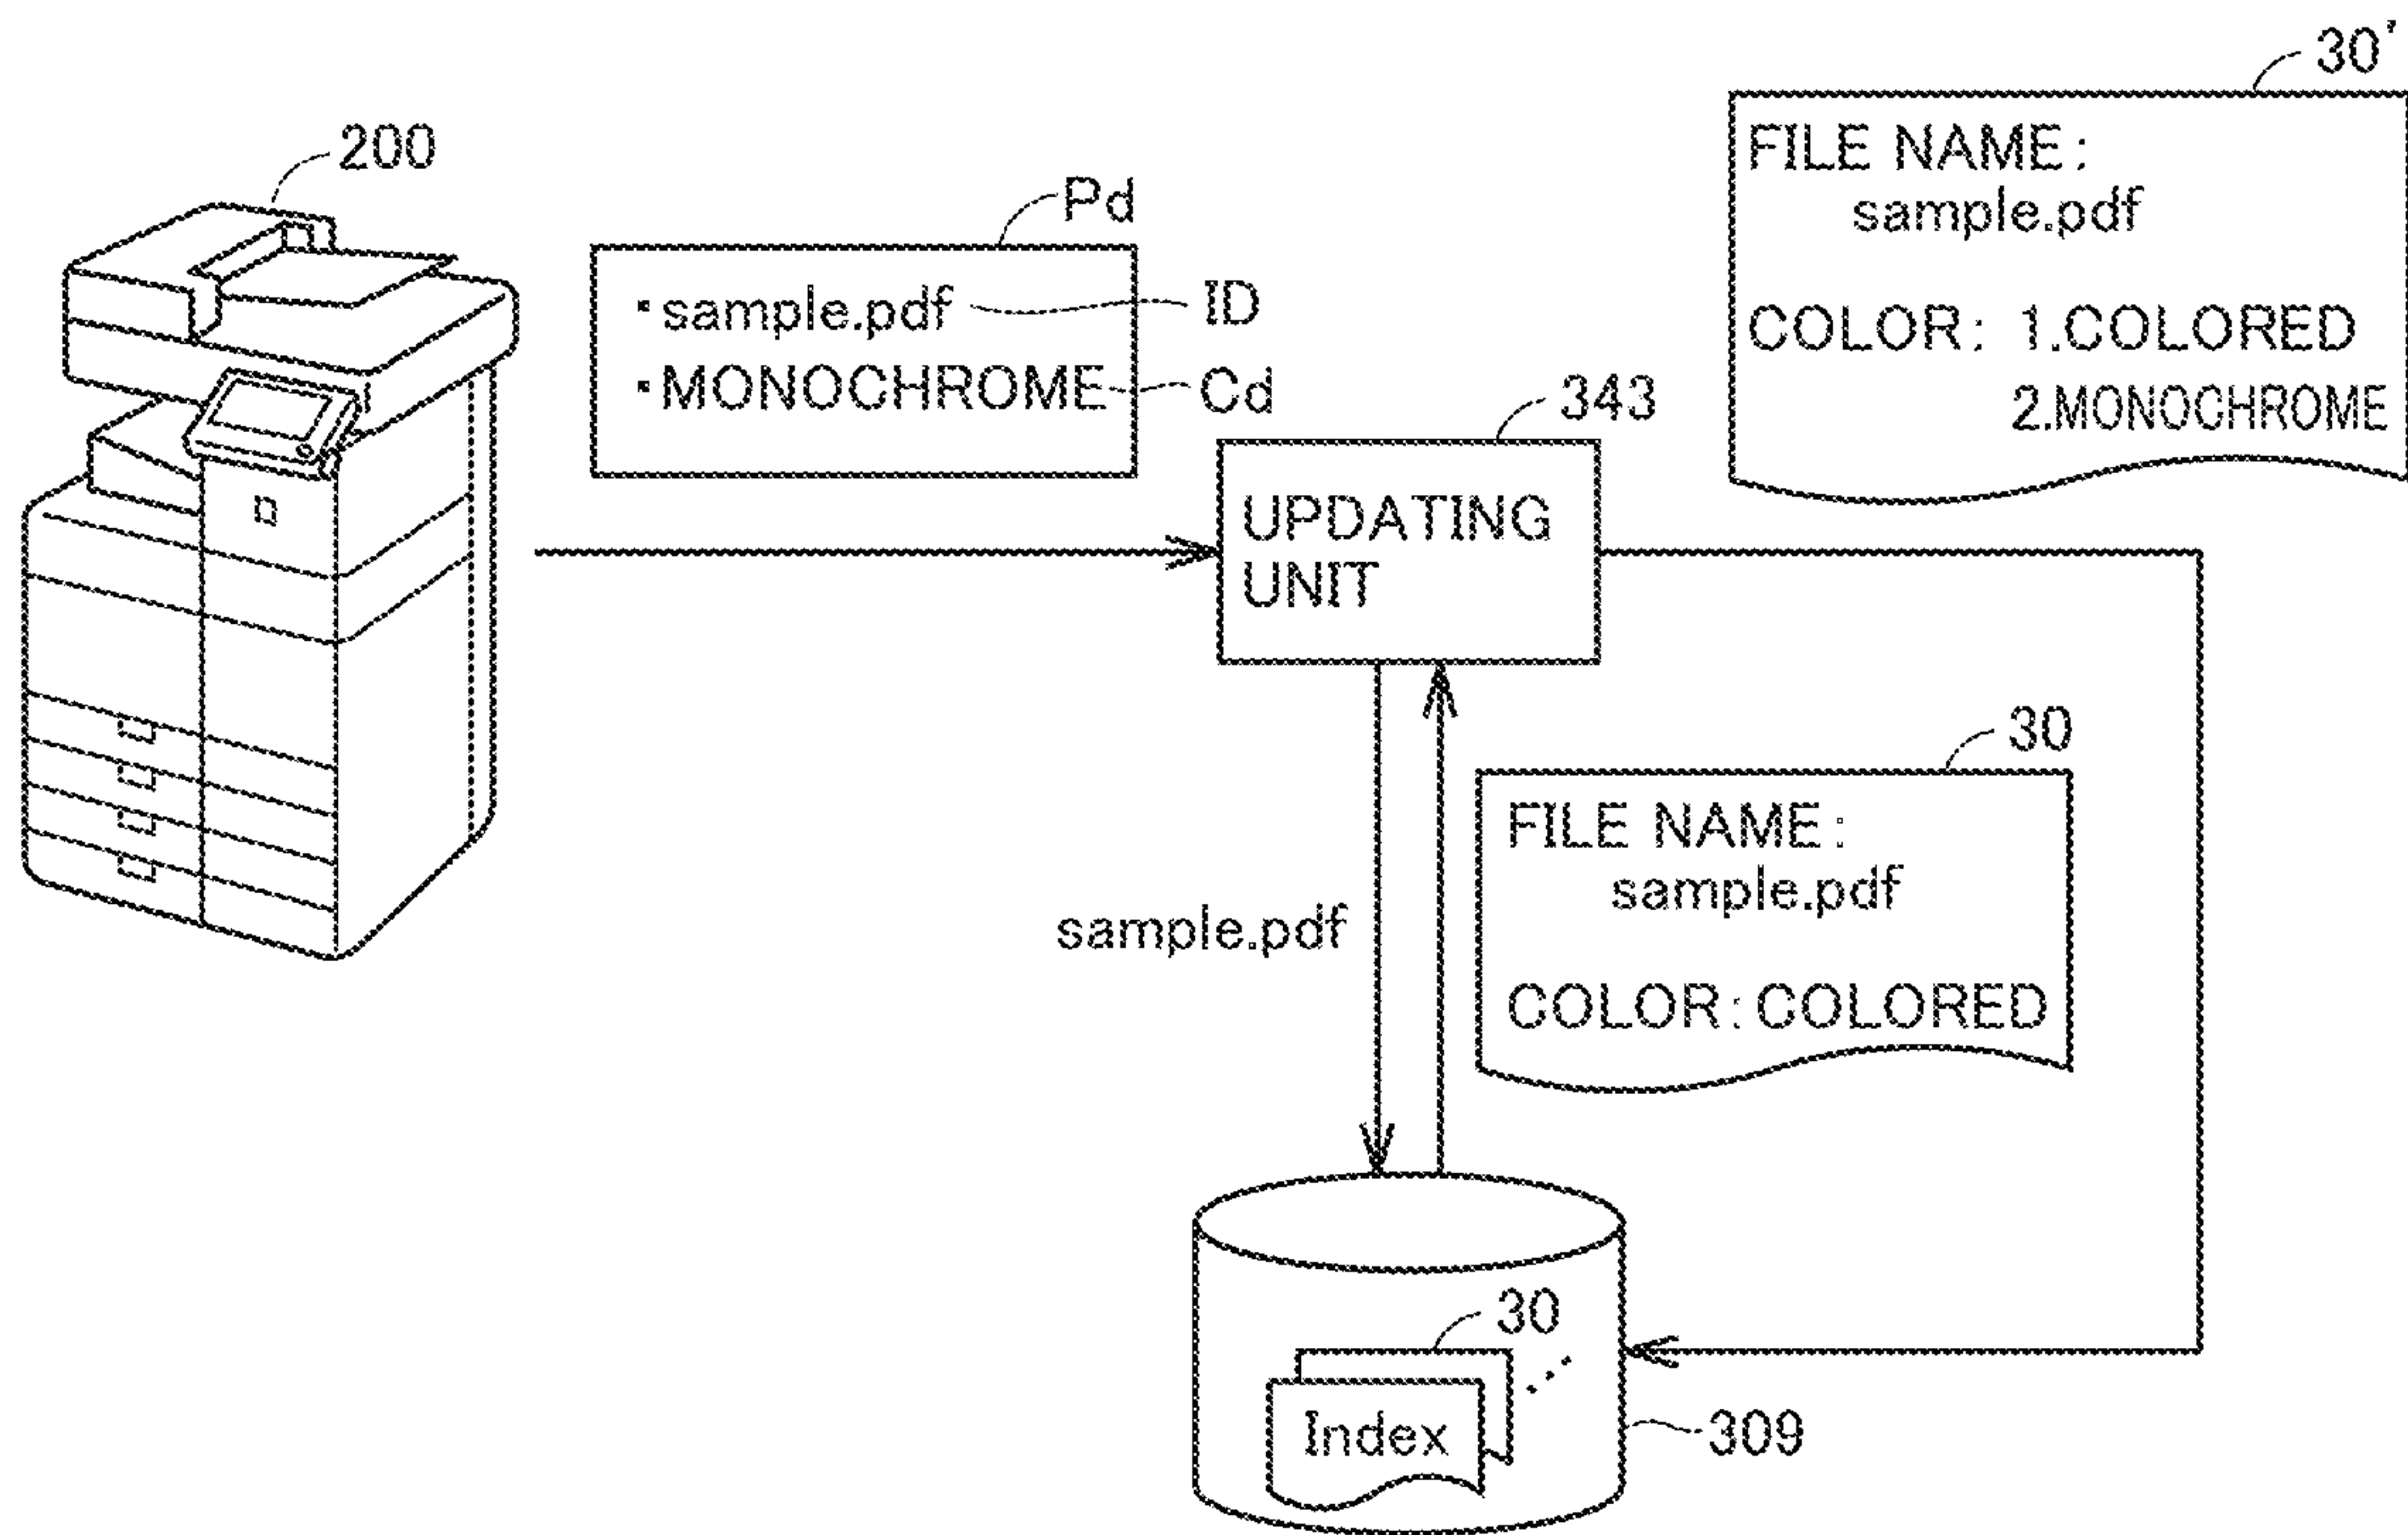 30'
200
Pd
FILE NAME:
sample.pdf
COLOR: 1.COLORED
2.MONOCHROME
·sample.pdf ID
·MONOCHROME Cd
343
UPDATING
UNIT
30
FILE NAME:
sample.pdf
COLOR:COLORED
sample.pdf
30
Index
309